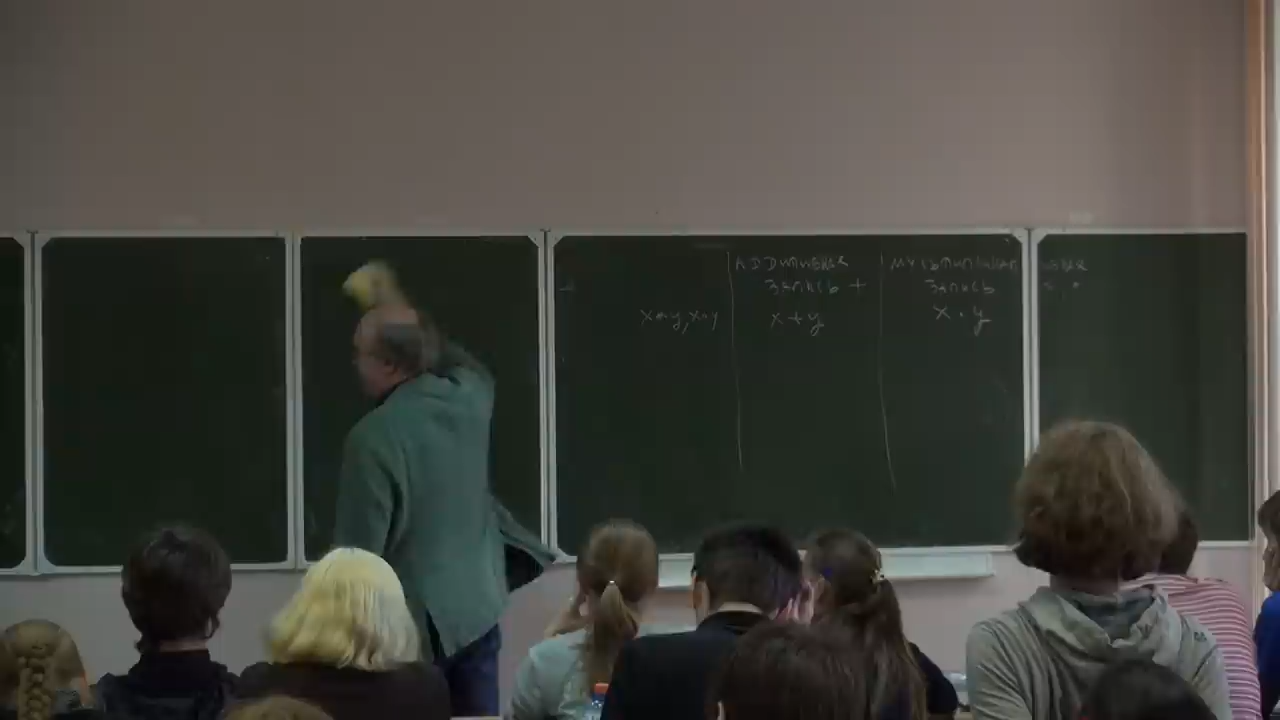 Аддитивная
запись +
Мультипликативная
запись ·
x*y, x∘y
x+y
x·y